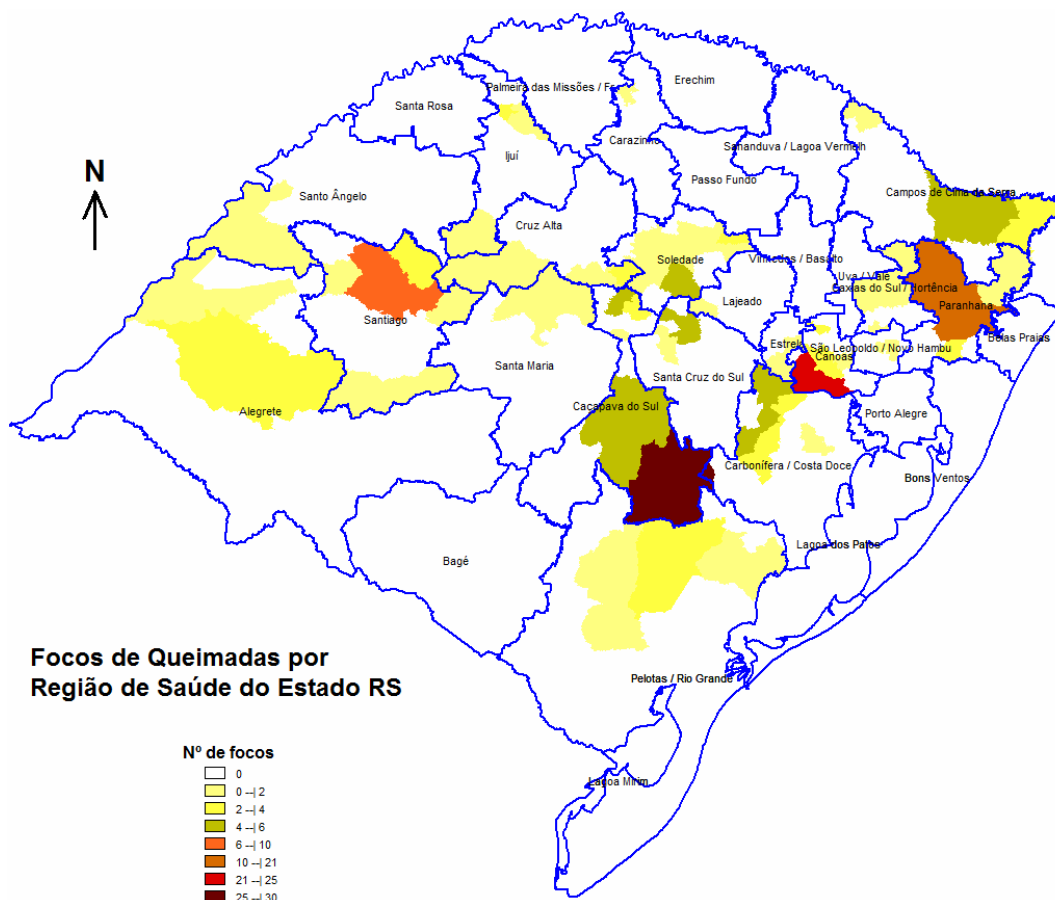 Palmeira das Missões / Fr
Erechim
Santa Rosa
Carazinho
Sananduva / Lagoa Vermelh
Ijuí
Passo Fundo
N
Santo Ângelo
Campos de Cima da Serra
Cruz Alta
Soledade
Vinhedos / Basalto
Uva / Vale
Caxias do Sul / Hortência
Lajeado
Paranhana
Santiago
Belas Praias
Estrela
São Leopoldo / Novo Hambu
Canoas
Santa Maria
Santa Cruz do Sul
Alegrete
Caçapava do Sul
Porto Alegre
Carbonífera / Costa Doce
Bons Ventos
Lagoa dos Patos
Bagé
Focos de Queimadas por
Região de Saúde do Estado RS
Pelotas / Rio Grande
Nº de focos
Lagoa Mirim
0
0 --| 2
2 --| 4
4 --| 6
6 --| 10
10 --| 21
21 --| 25
25 --| 30